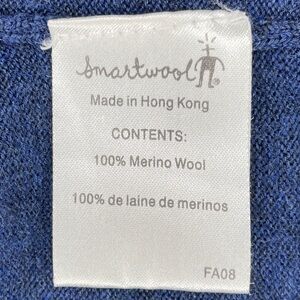 Smartwool®
Made in Hong Kong
CONTENTS:
100% Merino Wool
100% de laine de merinos
FA08